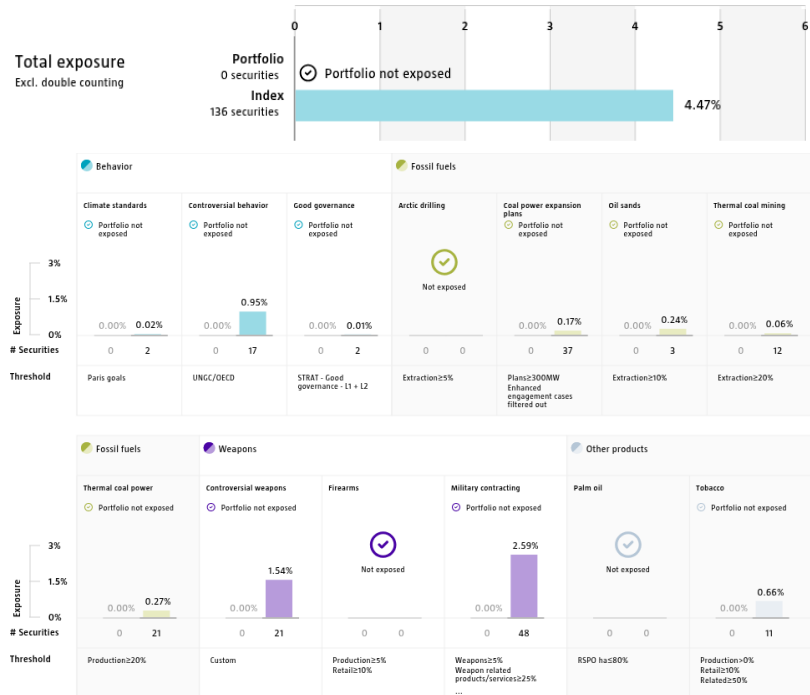 0 1 2 3 4 5 6
Total exposure
Excl. double counting
Portfolio
0 securities
Portfolio not exposed
Index
136 securities
4.47%
Behavior
Fossil fuels
Climate standards
Controversial behavior
Good governance
Arctic drilling
Coal power expansion
plans
Oil sands
Thermal coal mining
Portfolio not
exposed
Portfolio not
exposed
Portfolio not
exposed
Not exposed
Portfolio not
exposed
Portfolio not
exposed
Portfolio not
exposed
Exposure
3%
1.5%
0%
0.00% 0.02%
0.00% 0.95%
0.00% 0.01%
0.00% 0.17%
0.00% 0.24%
0.00% 0.06%
# Securities
0 2 0 17 0 2 0 0 0 37 0 3 0 12
Threshold
Paris goals
UNGC/OECD
STRAT - Good
governance - L1 + L2
Extraction≥5%
Plans≥300MW
Enhanced
engagement cases
filtered out
Extraction≥10%
Extraction≥20%
Fossil fuels
Weapons
Other products
Thermal coal power
Controversial weapons
Firearms
Military contracting
Palm oil
Tobacco
Portfolio not exposed
Portfolio not exposed
Not exposed
Portfolio not exposed
Not exposed
Portfolio not exposed
Exposure
3%
1.5%
0%
0.00% 0.27%
0.00% 1.54%
0.00% 2.59%
0.00% 0.66%
# Securities
0 21 0 21 0 0 0 48 0 0 0 11
Threshold
Production≥20%
Custom
Production≥5%
Retail≥10%
Weapons≥5%
Weapon related
products/services≥25%
...
RSPO ha≤80%
Production>0%
Retail≥10%
Related≥50%